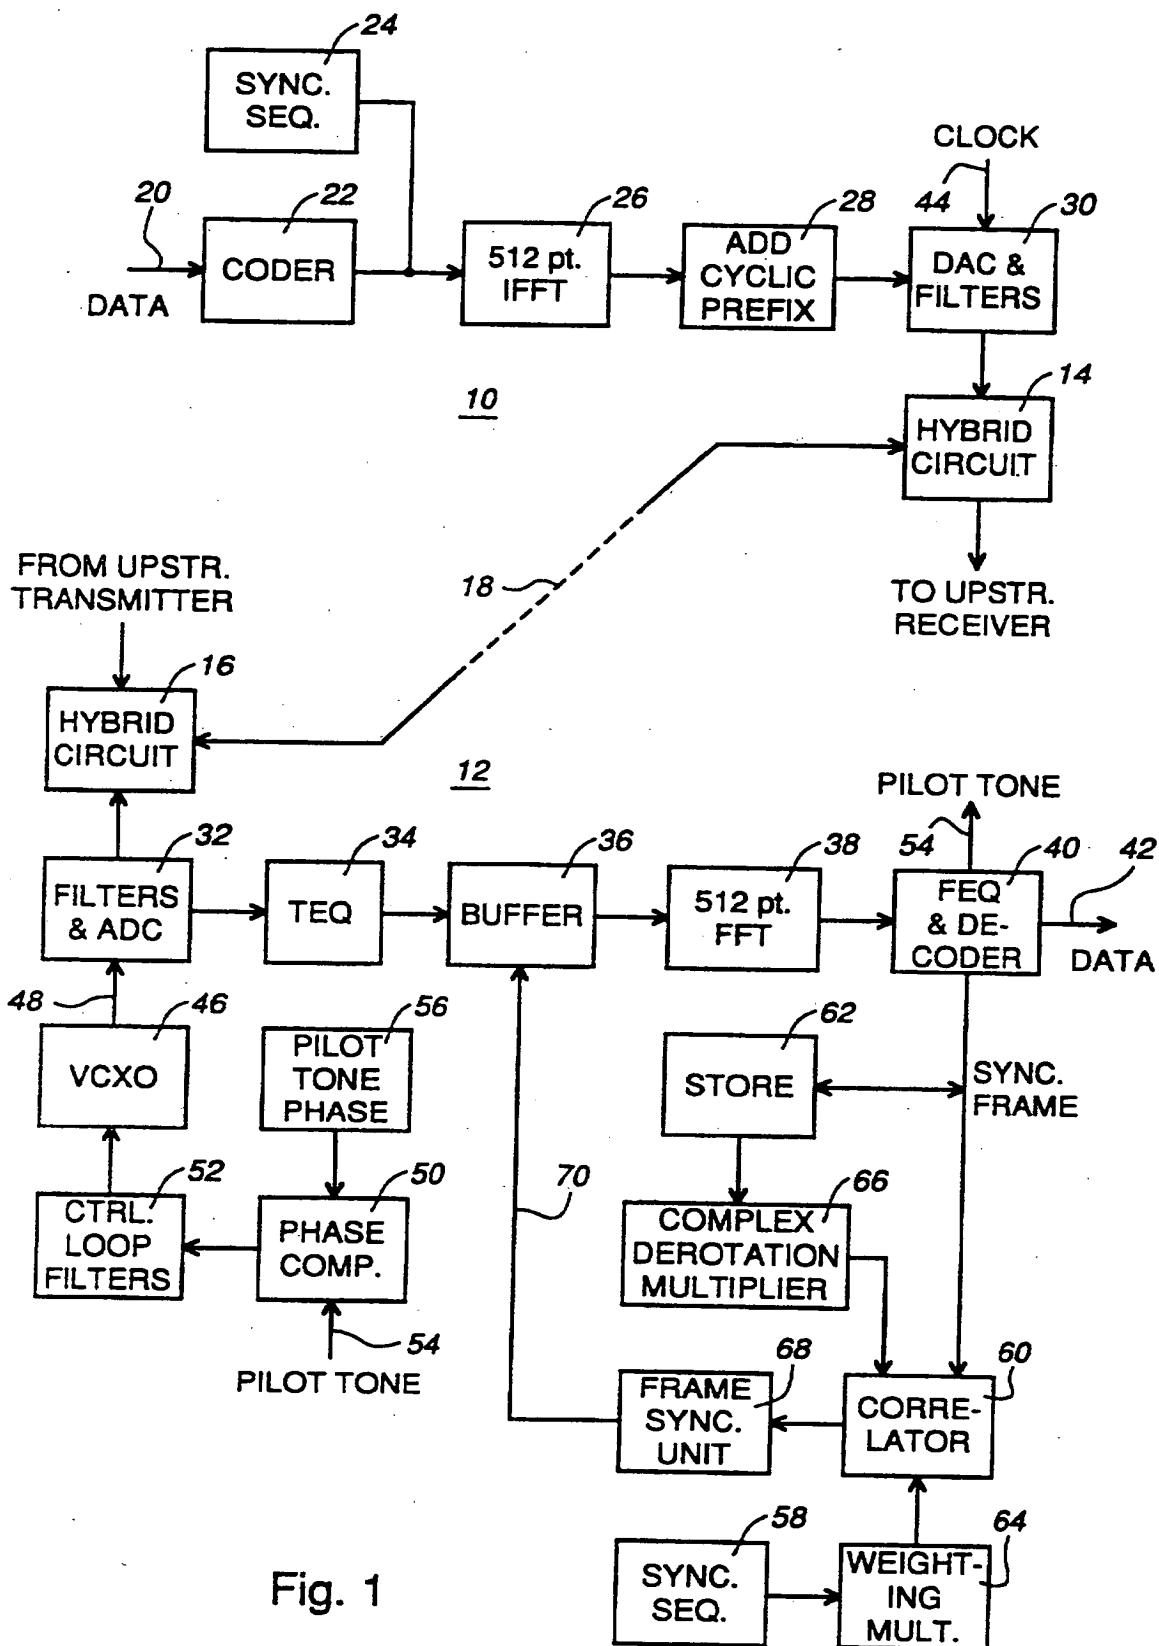 24
SYNC.
SEQ.
CLOCK
20
22
26
28
44
30
CODER
512 pt.
IFFT
ADD
CYCLIC
PREFIX
DAC &
FILTERS
DATA
10
14
HYBRID
CIRCUIT
FROM UPSTR.
TRANSMITTER
18
TO UPSTR.
RECEIVER
16
HYBRID
CIRCUIT
12
PILOT TONE
32
34
36
38
54
40
42
FILTERS
& ADC
TEQ
BUFFER
512 pt.
FFT
FEQ
& DE-
CODER
DATA
48
46
56
62
VCXO
PILOT
TONE
PHASE
STORE
SYNC.
FRAME
52
50
70
66
CTRL.
LOOP
FILTERS
PHASE
COMP.
COMPLEX
DEROTATION
MULTIPLIER
54
PILOT TONE
68
60
FRAME
SYNC.
UNIT
CORRE-
LATOR
58
64
SYNC.
SEQ.
WEIGHT-
ING
MULT.
Fig. 1